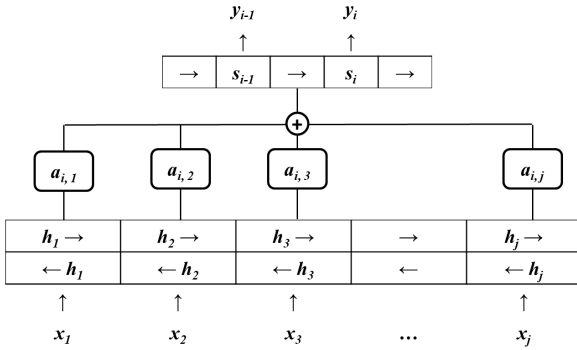 y_{i-1} y_i
→ s_{i-1} → s_i →
+
a_{i,1} a_{i,2} a_{i,3} a_{i,j}
h_1 → h_2 → h_3 → → h_j →
← h_1 ← h_2 ← h_3 ← ← h_j
x_1 x_2 x_3 ... x_j